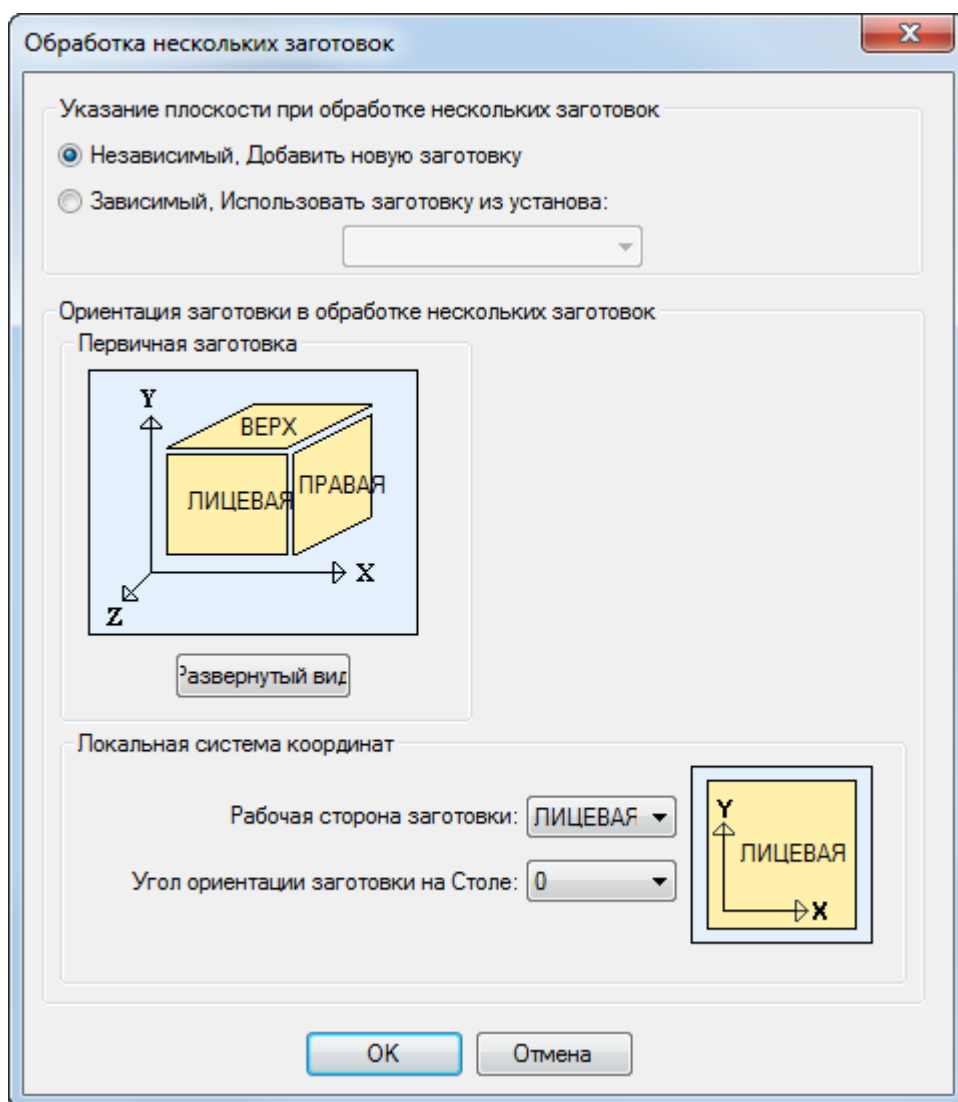 Обработка нескольких заготовок
Указание плоскости при обработке нескольких заготовок
Независимый, Добавить новую заготовку
Зависимый, Использовать заготовку из установа:
Ориентация заготовки в обработке нескольких заготовок
Первичная заготовка
Y
ВЕРХ
ЛИЦЕВАЯ
ПРАВАЯ
X
Z
Развернутый вид
Локальная система координат
Рабочая сторона заготовки: ЛИЦЕВАЯ
Угол ориентации заготовки на Столе: 0
Y
ЛИЦЕВАЯ
X
OK
Отмена